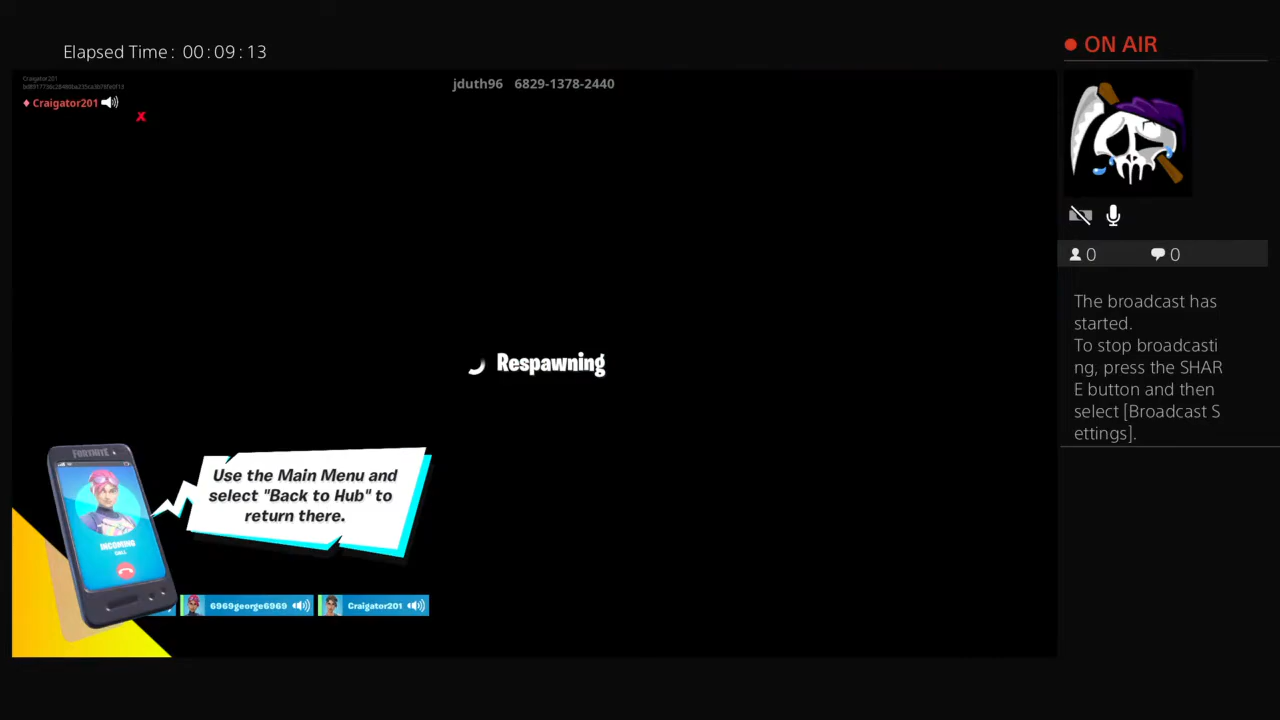 Elapsed Time: 00:09:13
ON AIR
Craigator201
Craigator201
X
jduth96 6829-1378-2440
0 0
The broadcast has
started.
To stop broadcasti
ng, press the SHAR
E button and then
select [Broadcast S
ettings].
Respawning
FORTNITE
INCOMING
CALL
Use the Main Menu and
select "Back to Hub" to
return there.
6969george6969 Craigator201